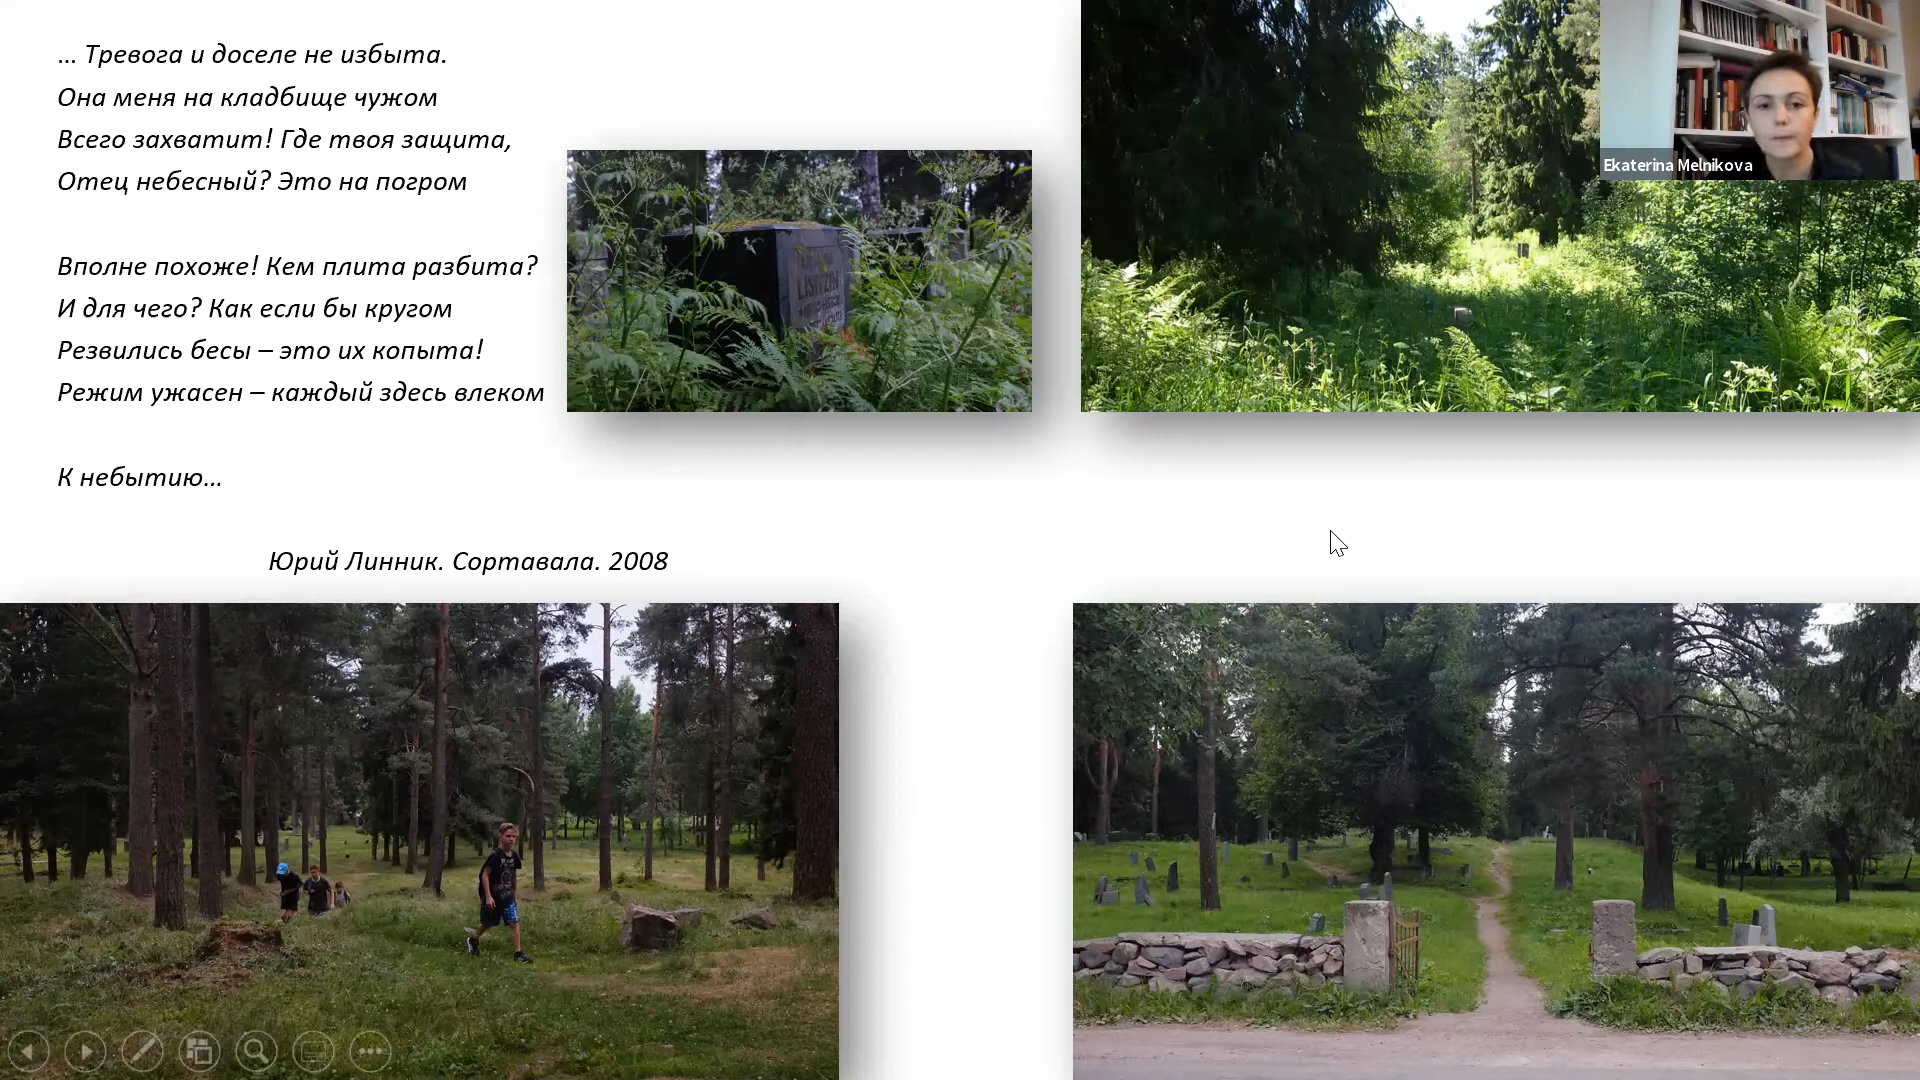 ... Тревога и доселе не избыта.
Она меня на кладбище чужом
Всего захватит! Где твоя защита,
Отец небесный? Это на погром
Вполне похоже! Кем плита разбита?
И для чего? Как если бы кругом
Резвились бесы – это их копыта!
Режим ужасен – каждый здесь влеком
К небытию...
Юрий Линник. Сортавала. 2008
Ekaterina Melnikova